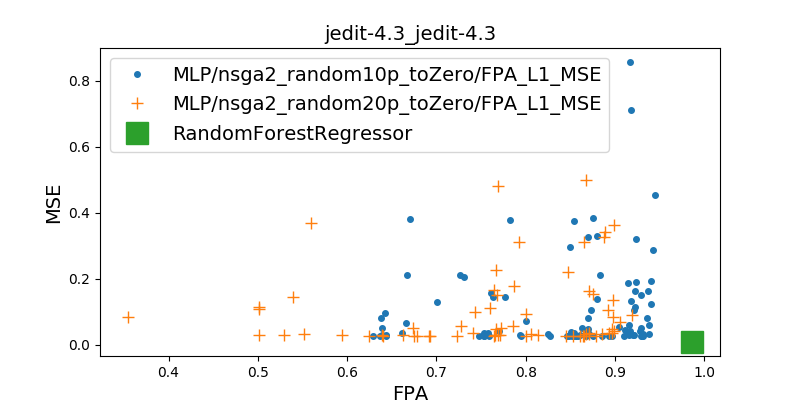 jedit-4.3_jedit-4.3
MLP/nsga2_random10p_toZero/FPA_L1_MSE
MLP/nsga2_random20p_toZero/FPA_L1_MSE
RandomForestRegressor
MSE
0.8
0.6
0.4
0.2
0.0
0.4
0.5
0.6
0.7
0.8
0.9
1.0
FPA